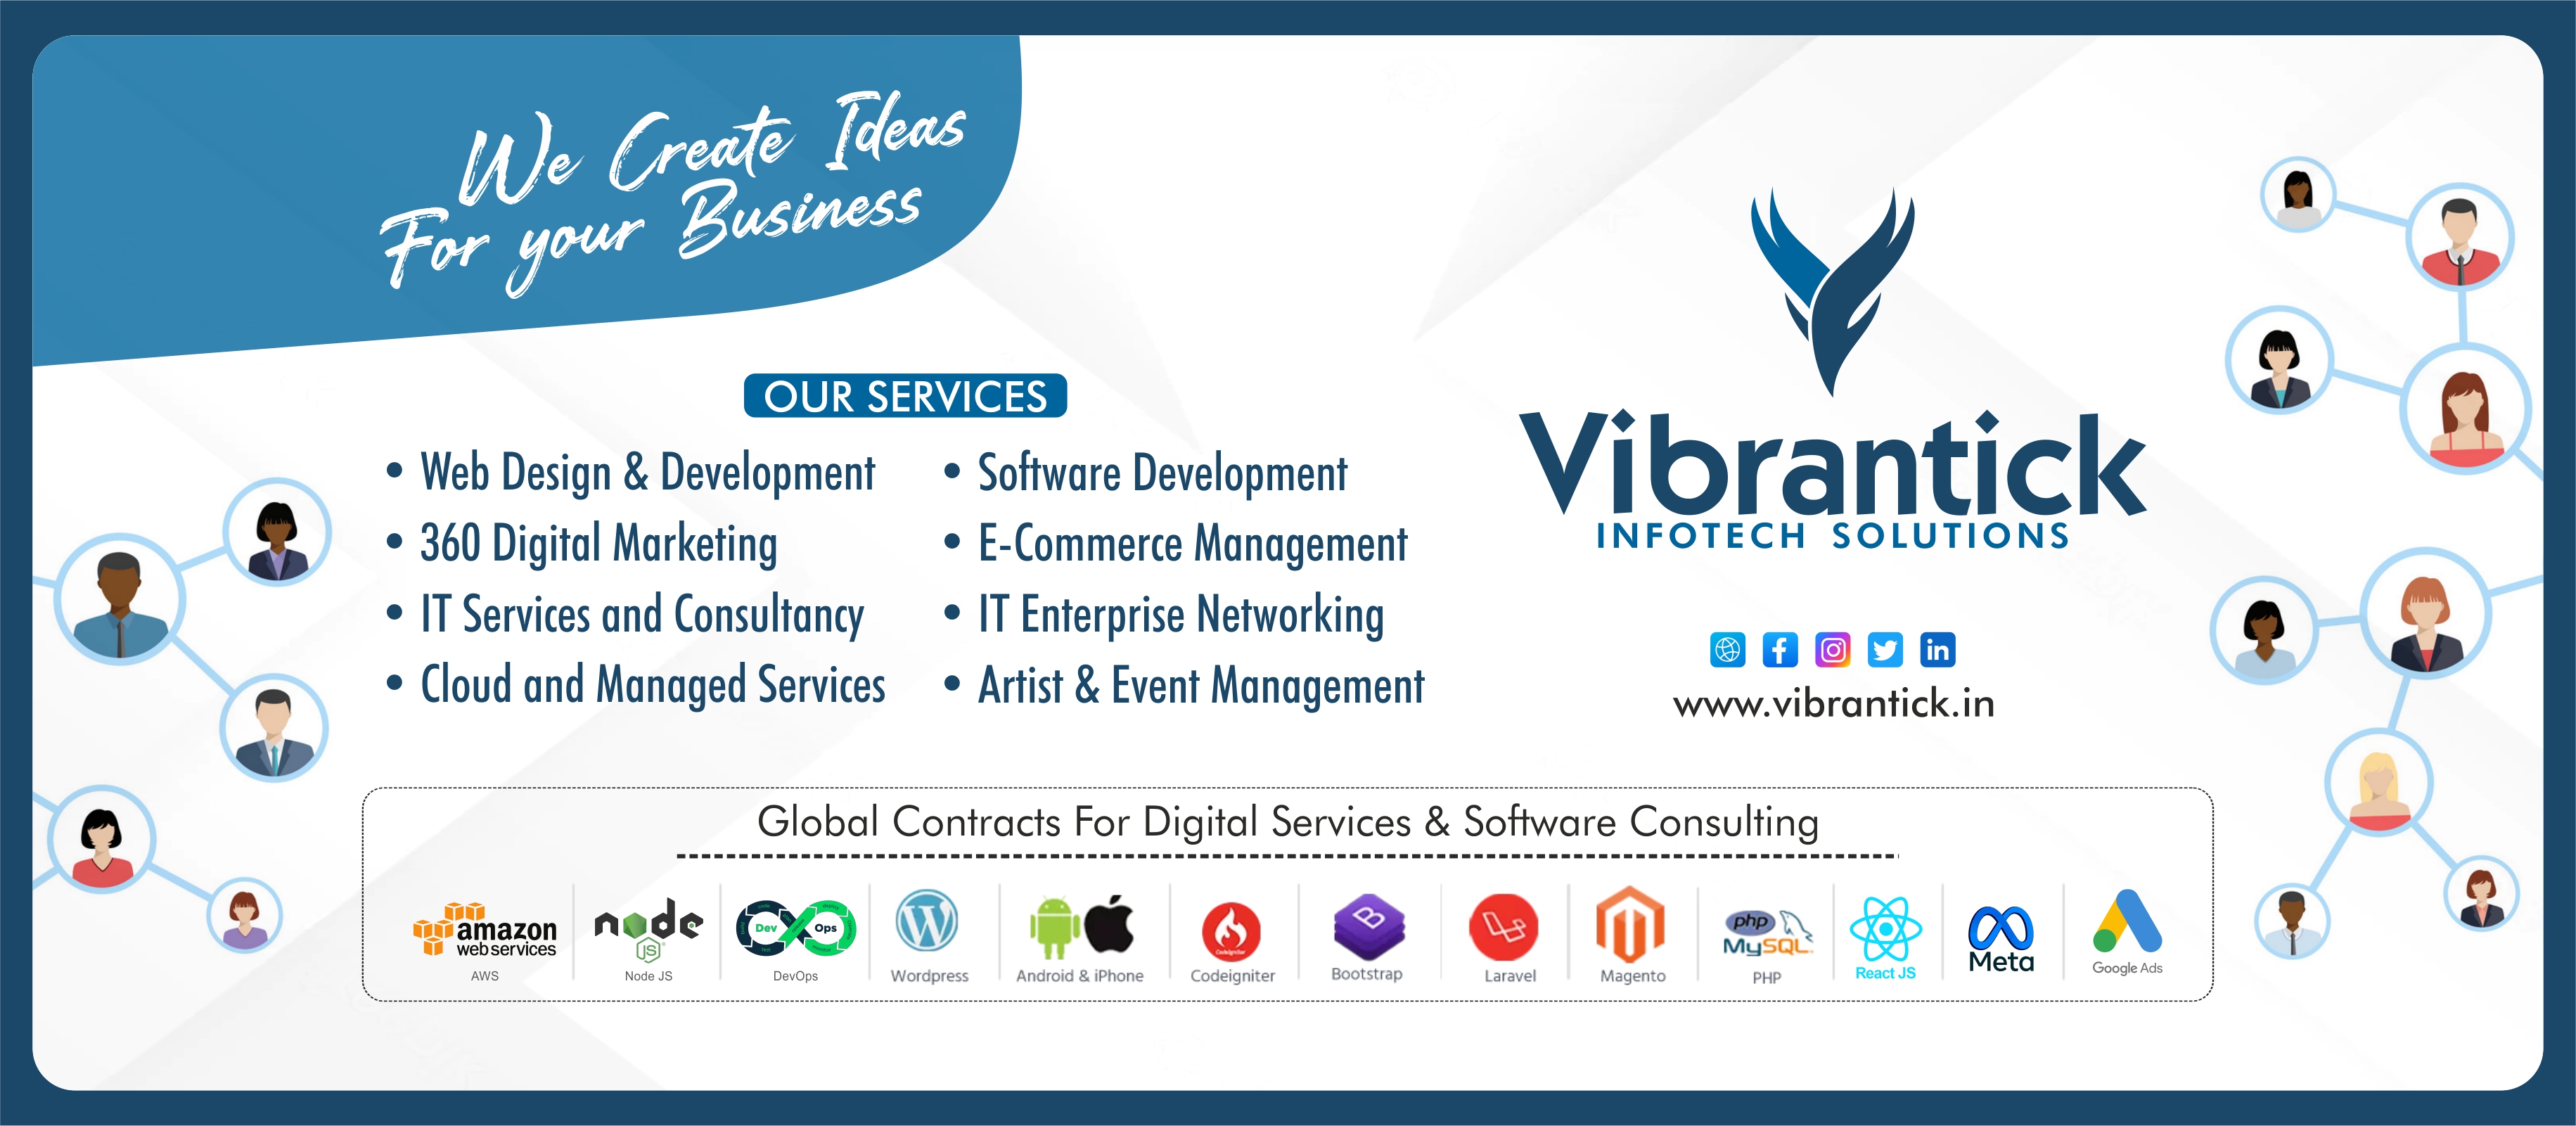 We Create Ideas
For your Business
OUR SERVICES
• Web Design & Development
• 360 Digital Marketing
• IT Services and Consultancy
• Cloud and Managed Services
• Software Development
• E-Commerce Management
• IT Enterprise Networking
• Artist & Event Management
Vibrantick
INFOTECH SOLUTIONS
www.vibrantick.in
Global Contracts For Digital Services & Software Consulting
amazon
web services
AWS
node
JS
Node JS
Dev Ops
DevOps
W
Wordpress
Android & iPhone
CodeIgniter
Codeigniter
B
Bootstrap
Laravel
Magento
php
MySQL
PHP
React JS
Meta
Google Ads